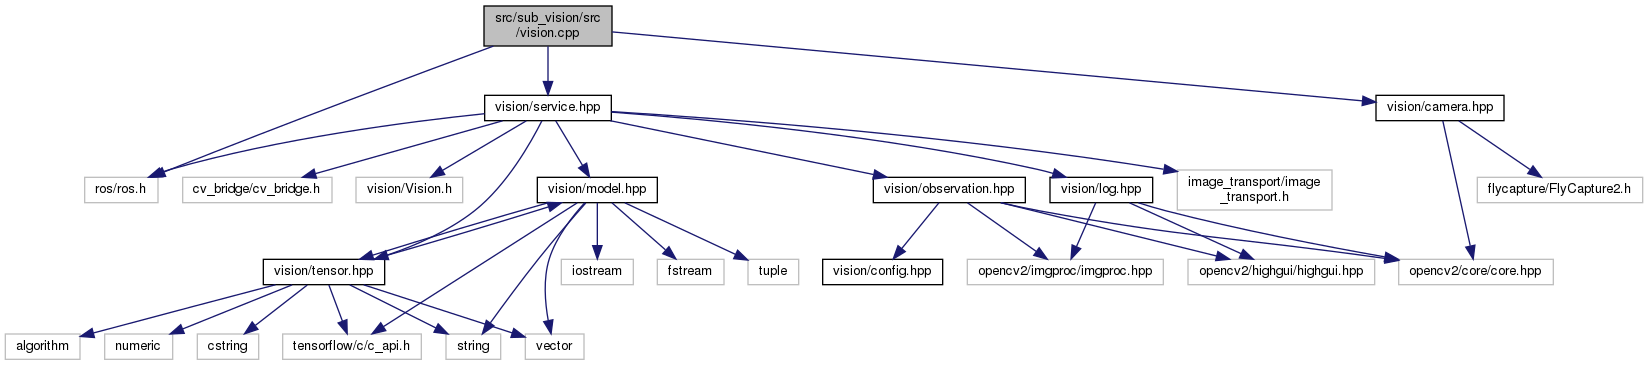 src/sub_vision/src
/vision.cpp
vision/service.hpp
vision/camera.hpp
ros/ros.h
cv_bridge/cv_bridge.h
vision/Vision.h
vision/model.hpp
vision/observation.hpp
vision/log.hpp
image_transport/image
_transport.h
flycapture/FlyCapture2.h
vision/tensor.hpp
iostream
fstream
tuple
vision/config.hpp
opencv2/imgproc/imgproc.hpp
opencv2/highgui/highgui.hpp
opencv2/core/core.hpp
algorithm
numeric
cstring
tensorflow/c/c_api.h
string
vector